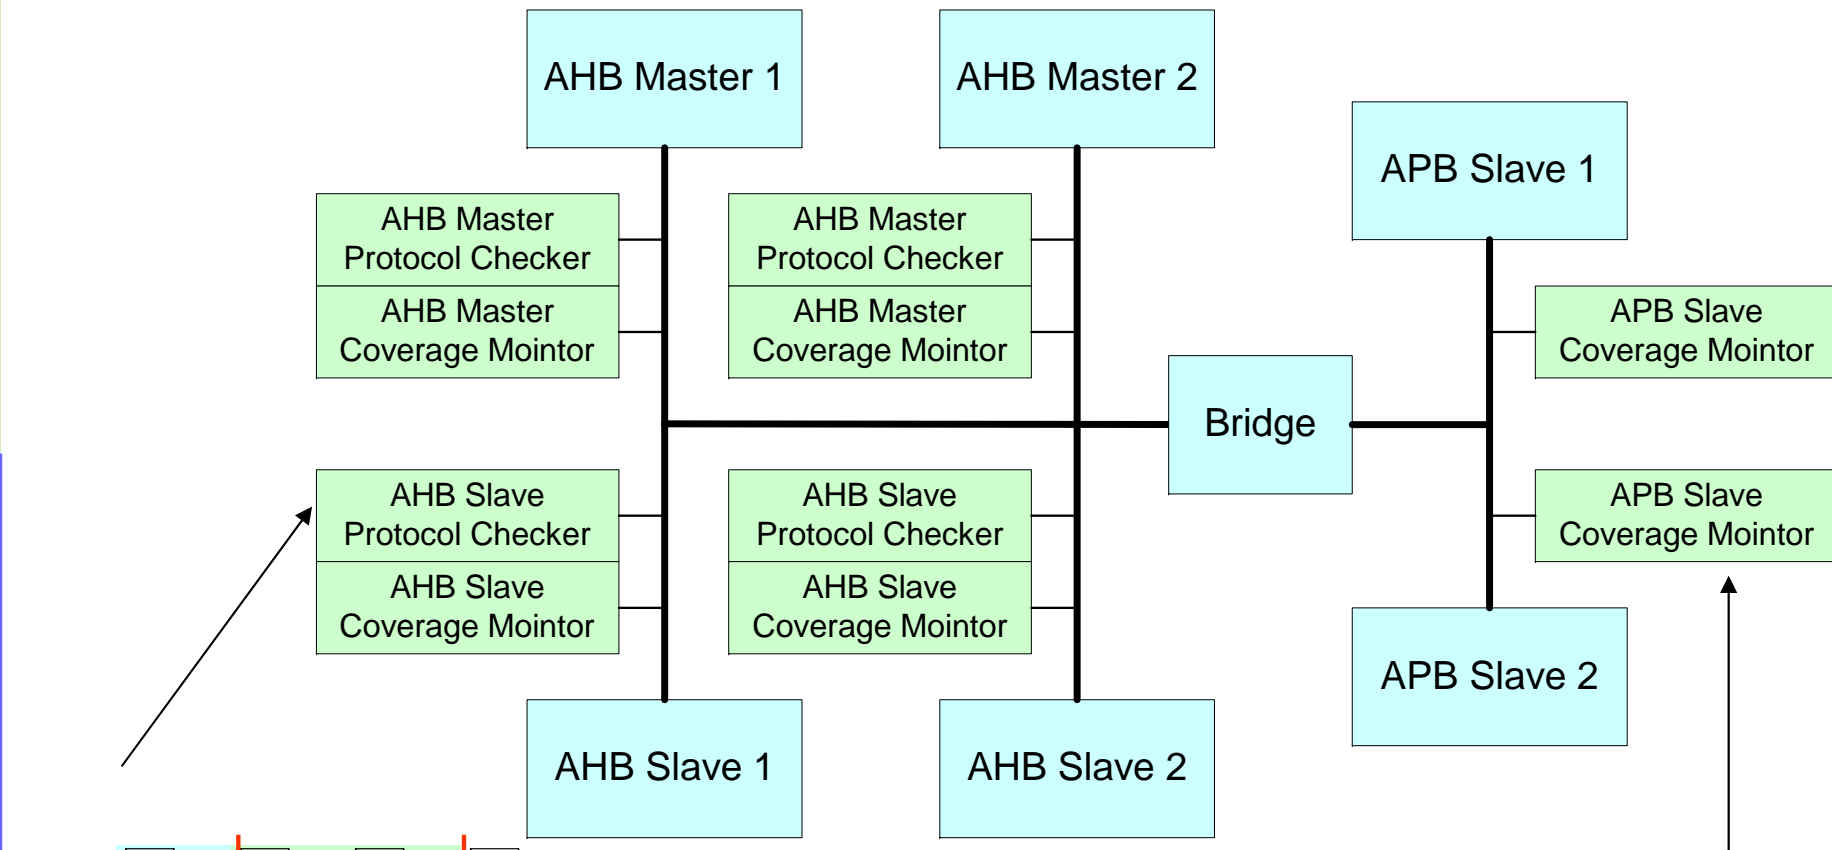 AHB Master 1
AHB Master 2
APB Slave 1
AHB Master
Protocol Checker
AHB Master
Coverage Mointor
AHB Master
Protocol Checker
AHB Master
Coverage Mointor
APB Slave
Coverage Mointor
Bridge
AHB Slave
Protocol Checker
AHB Slave
Coverage Mointor
AHB Slave
Protocol Checker
AHB Slave
Coverage Mointor
APB Slave
Coverage Mointor
APB Slave 2
AHB Slave 1
AHB Slave 2